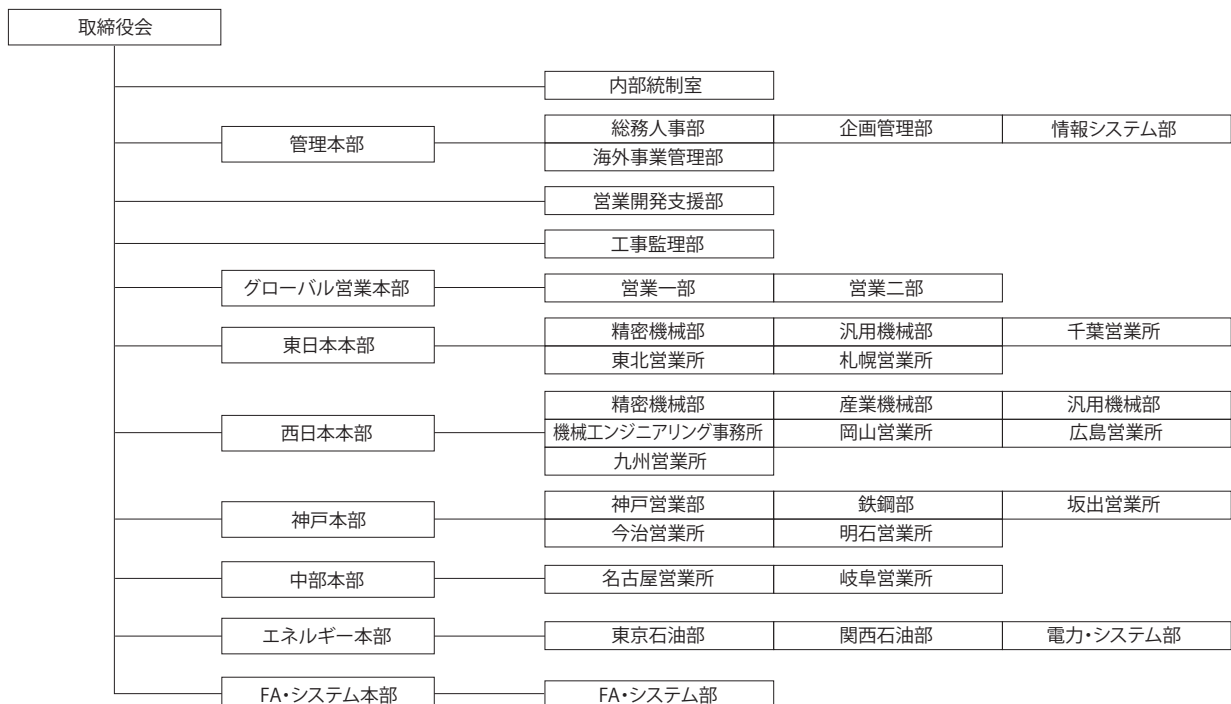 取締役会
内部統制室
管理本部
総務人事部 企画管理部 情報システム部
海外事業管理部
営業開発支援部
工事監理部
グローバル営業本部 営業一部 営業二部
東日本本部
精密機械部 汎用機械部 千葉営業所
東北営業所 札幌営業所
西日本本部
精密機械部 産業機械部 汎用機械部
機械エンジニアリング事務所 岡山営業所 広島営業所
九州営業所
神戸本部
神戸営業部 鉄鋼部 坂出営業所
今治営業所 明石営業所
中部本部 名古屋営業所 岐阜営業所
エネルギー本部 東京石油部 関西石油部 電力・システム部
FA・システム本部 FA・システム部